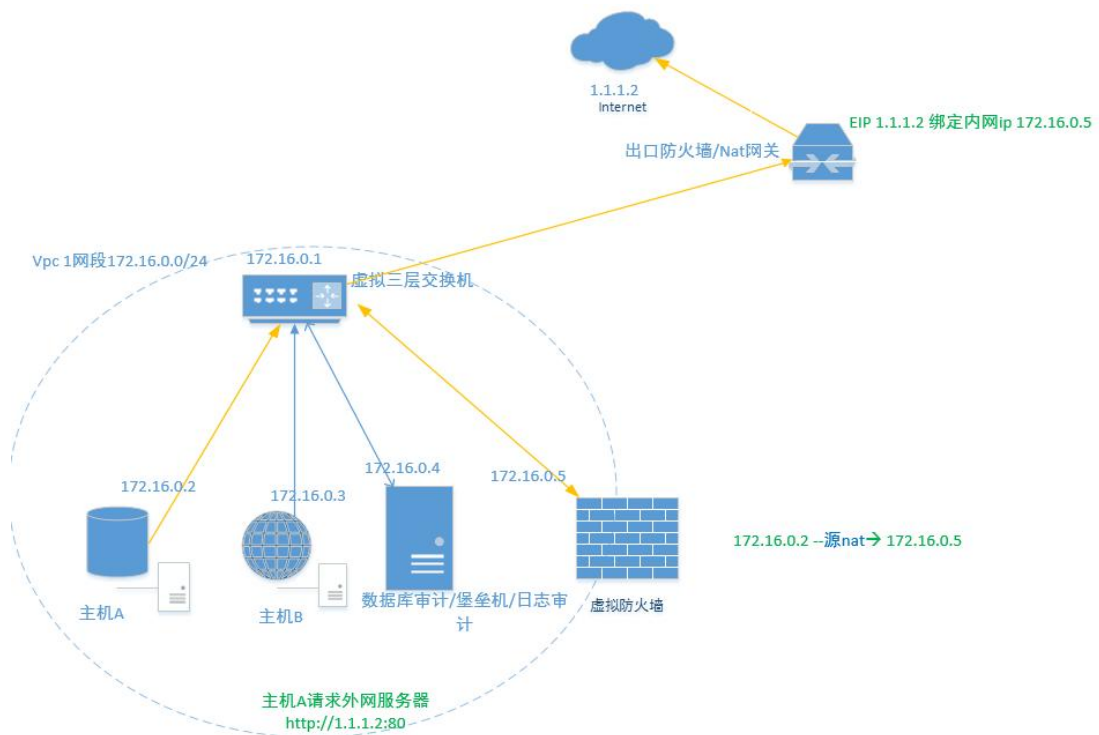 1.1.1.2
Internet
EIP 1.1.1.2 绑定内网ip 172.16.0.5
出口防火墙/Nat网关
Vpc 1网段172.16.0.0/24
172.16.0.1
虚拟三层交换机
172.16.0.2
172.16.0.3
172.16.0.4
172.16.0.5
172.16.0.2 --源nat→ 172.16.0.5
主机A
主机B
数据库审计/堡垒机/日志审
计
虚拟防火墙
主机A请求外网服务器
http://1.1.1.2:80